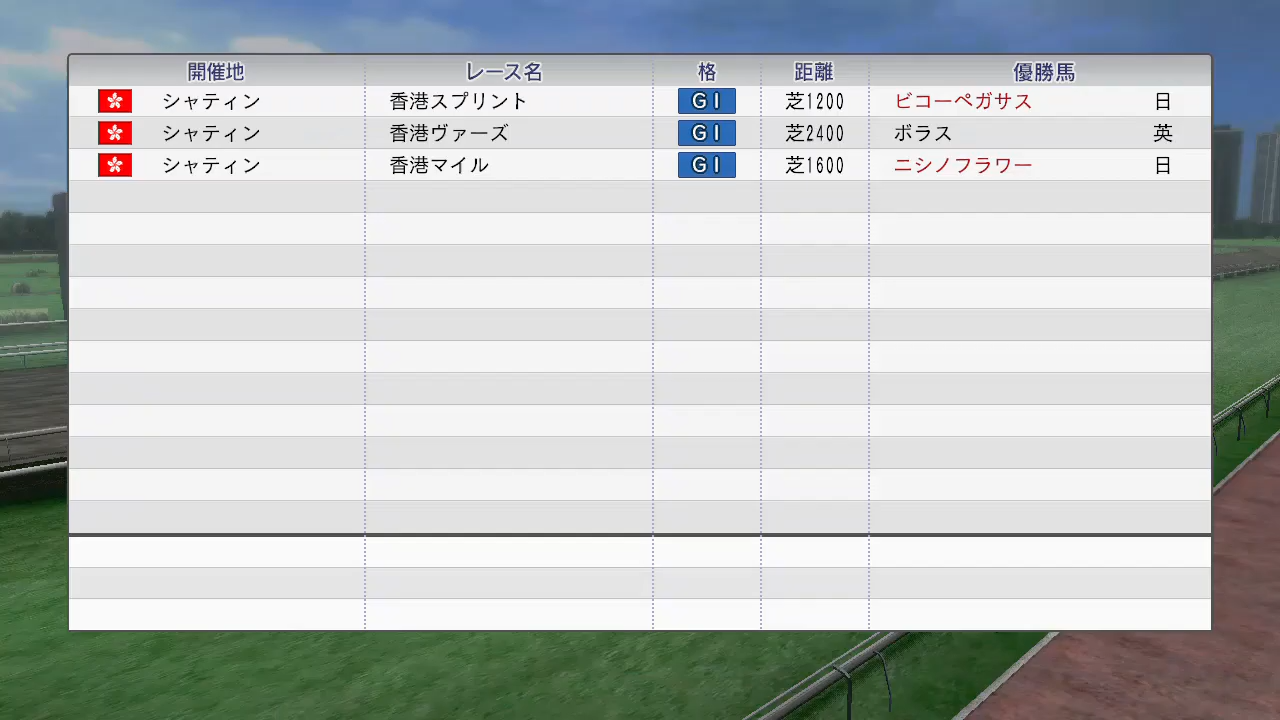 開催地 レース名 格 距離 優勝馬
シャティン 香港スプリント GI 芝1200 ビコーペガサス 日
シャティン 香港ヴァーズ GI 芝2400 ボラス 英
シャティン 香港マイル GI 芝1600 ニシノフラワー 日